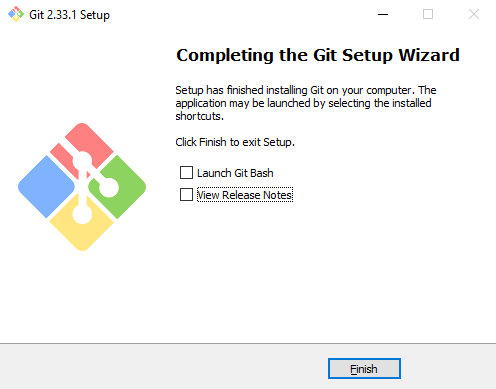 Git 2.33.1 Setup
Completing the Git Setup Wizard
Setup has finished installing Git on your computer. The
application may be launched by selecting the installed
shortcuts.
Click Finish to exit Setup.
Launch Git Bash
View Release Notes
Finish